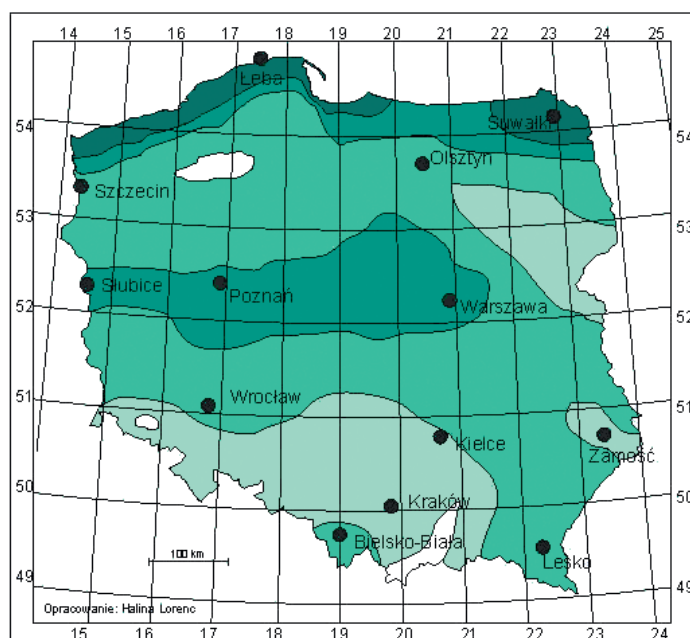 14 15 16 17 18 19 20 21 22 23 24 25
Łeba
54
Suwałki
54
Olsztyn
Szczecin
53
53
Słubice
Poznań
Warszawa
52
52
Wrocław
51
51
Kielce
Zamość
50
Kraków
50
Bielsko-Biała
100 km
Lesko
49
49
Opracowanie: Halina Lorenc
15 16 17 18 19 20 21 22 23 24